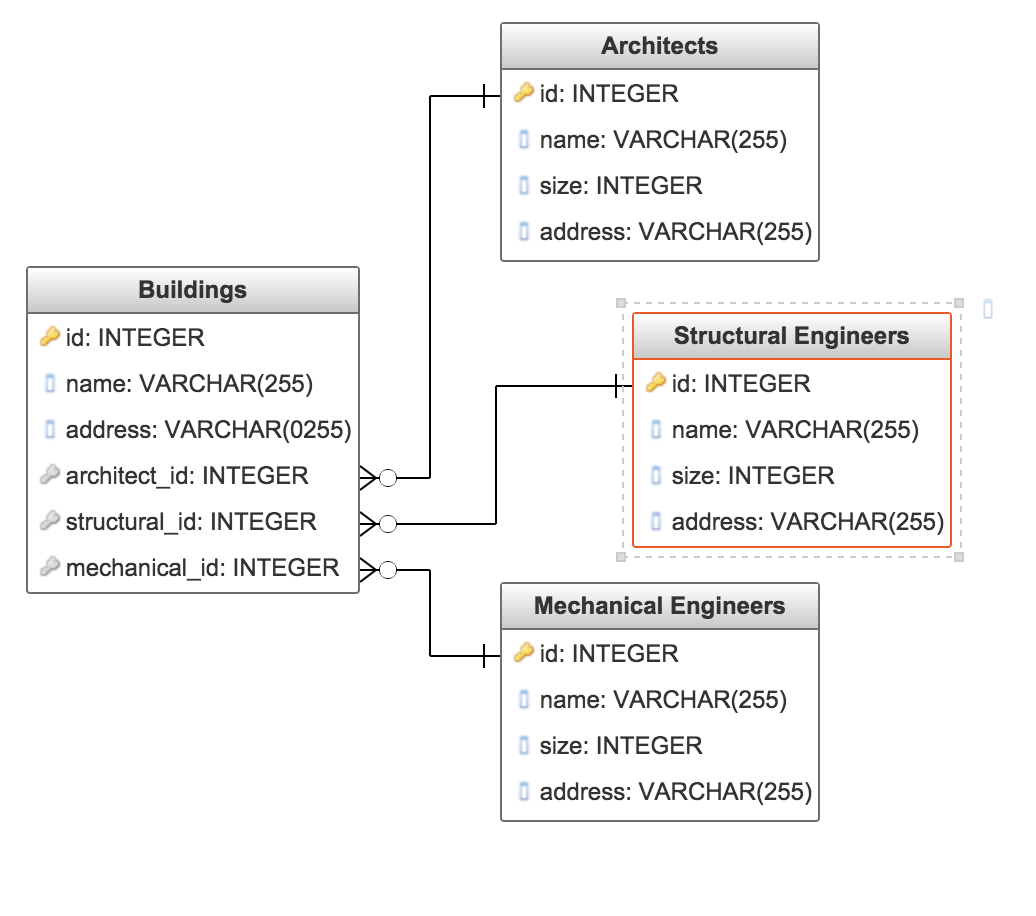 Architects
id: INTEGER
name: VARCHAR(255)
size: INTEGER
address: VARCHAR(255)
Buildings
id: INTEGER
name: VARCHAR(255)
address: VARCHAR(0255)
architect_id: INTEGER
structural_id: INTEGER
mechanical_id: INTEGER
Structural Engineers
id: INTEGER
name: VARCHAR(255)
size: INTEGER
address: VARCHAR(255)
Mechanical Engineers
id: INTEGER
name: VARCHAR(255)
size: INTEGER
address: VARCHAR(255)